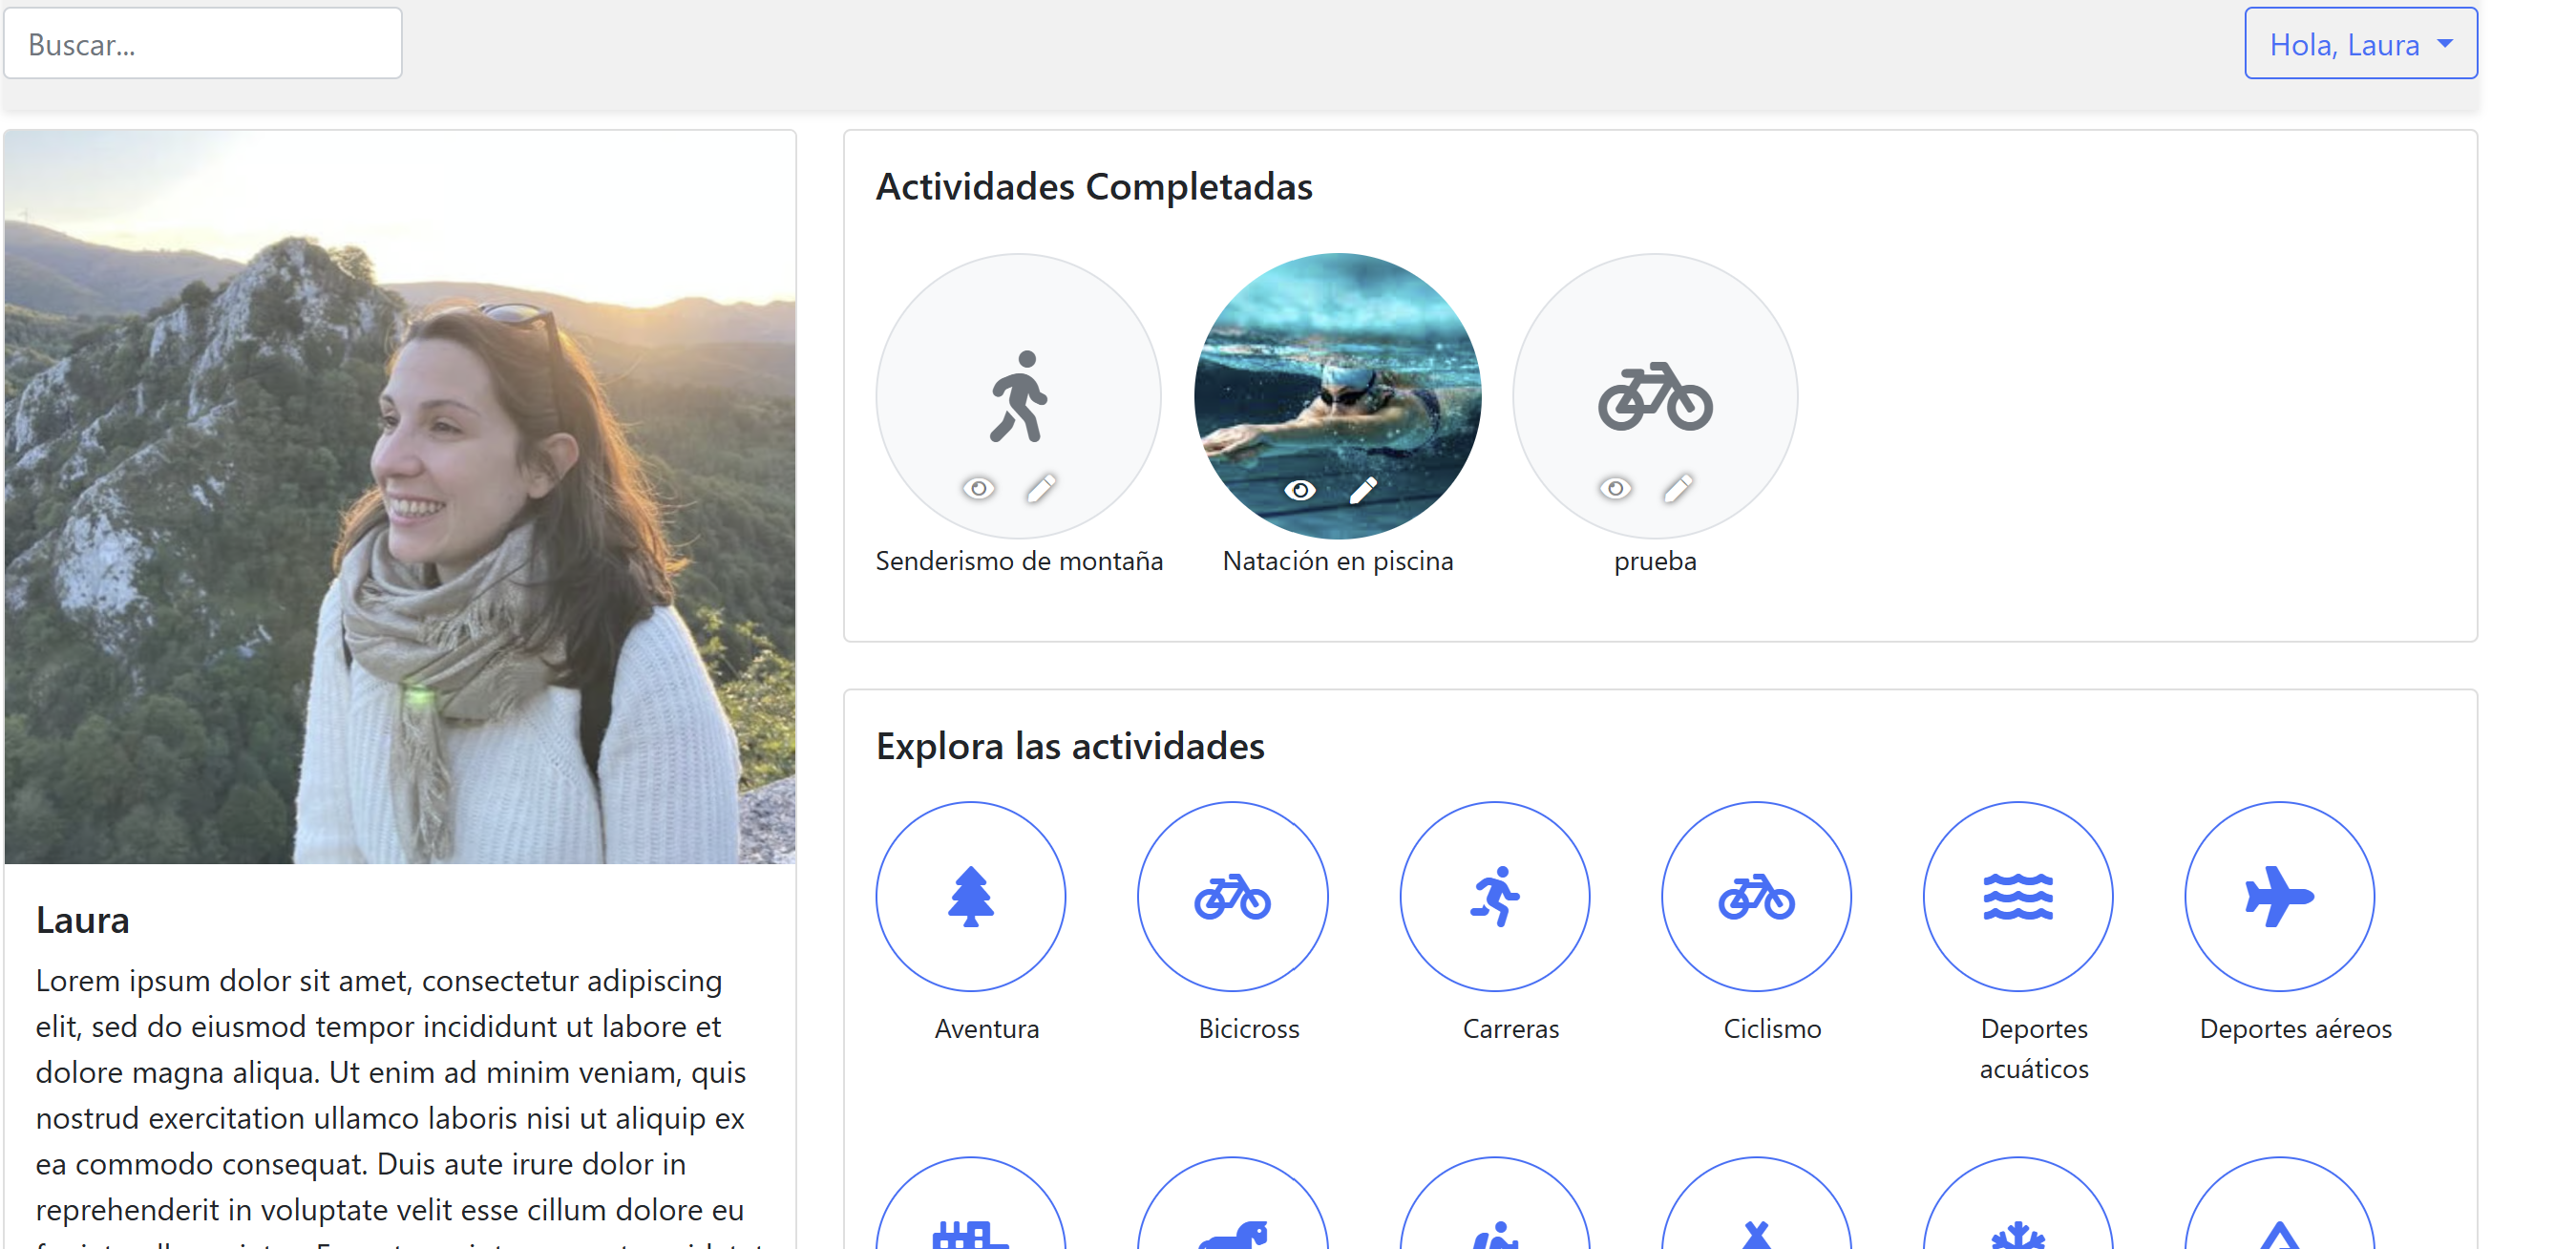 Buscar...
Hola, Laura
Actividades Completadas
Senderismo de montaña
Natación en piscina
prueba
Explora las actividades
Aventura
Bicicross
Carreras
Ciclismo
Deportes
acuáticos
Deportes aéreos
Laura
Lorem ipsum dolor sit amet, consectetur adipiscing
elit, sed do eiusmod tempor incididunt ut labore et
dolore magna aliqua. Ut enim ad minim veniam, quis
nostrud exercitation ullamco laboris nisi ut aliquip ex
ea commodo consequat. Duis aute irure dolor in
reprehenderit in voluptate velit esse cillum dolore eu